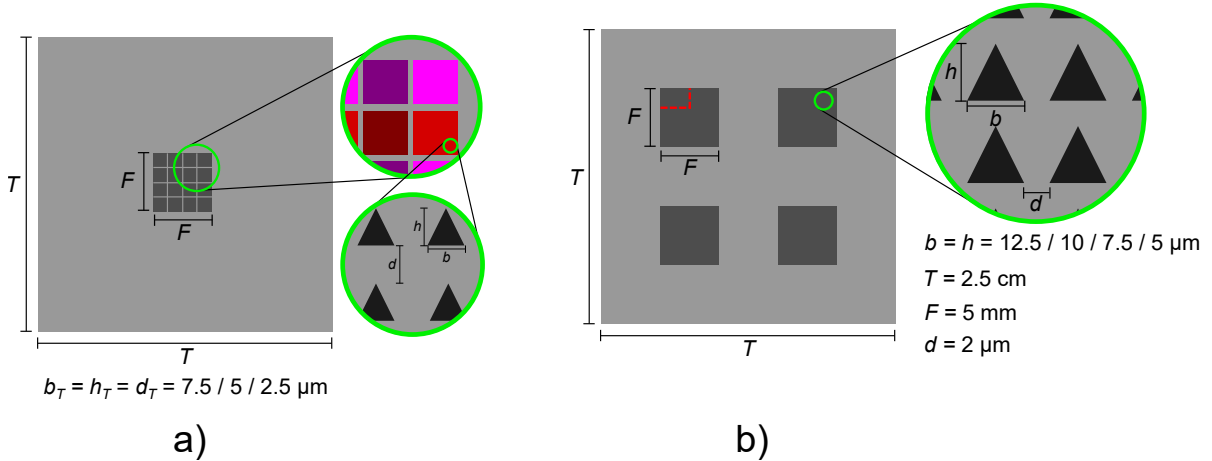 T
F
F
h
b
d
T
b_T = h_T = d_T = 7.5 / 5 / 2.5 µm
a)
T
F
F
T
h
b
d
b = h = 12.5 / 10 / 7.5 / 5 µm
T = 2.5 cm
F = 5 mm
d = 2 µm
b)